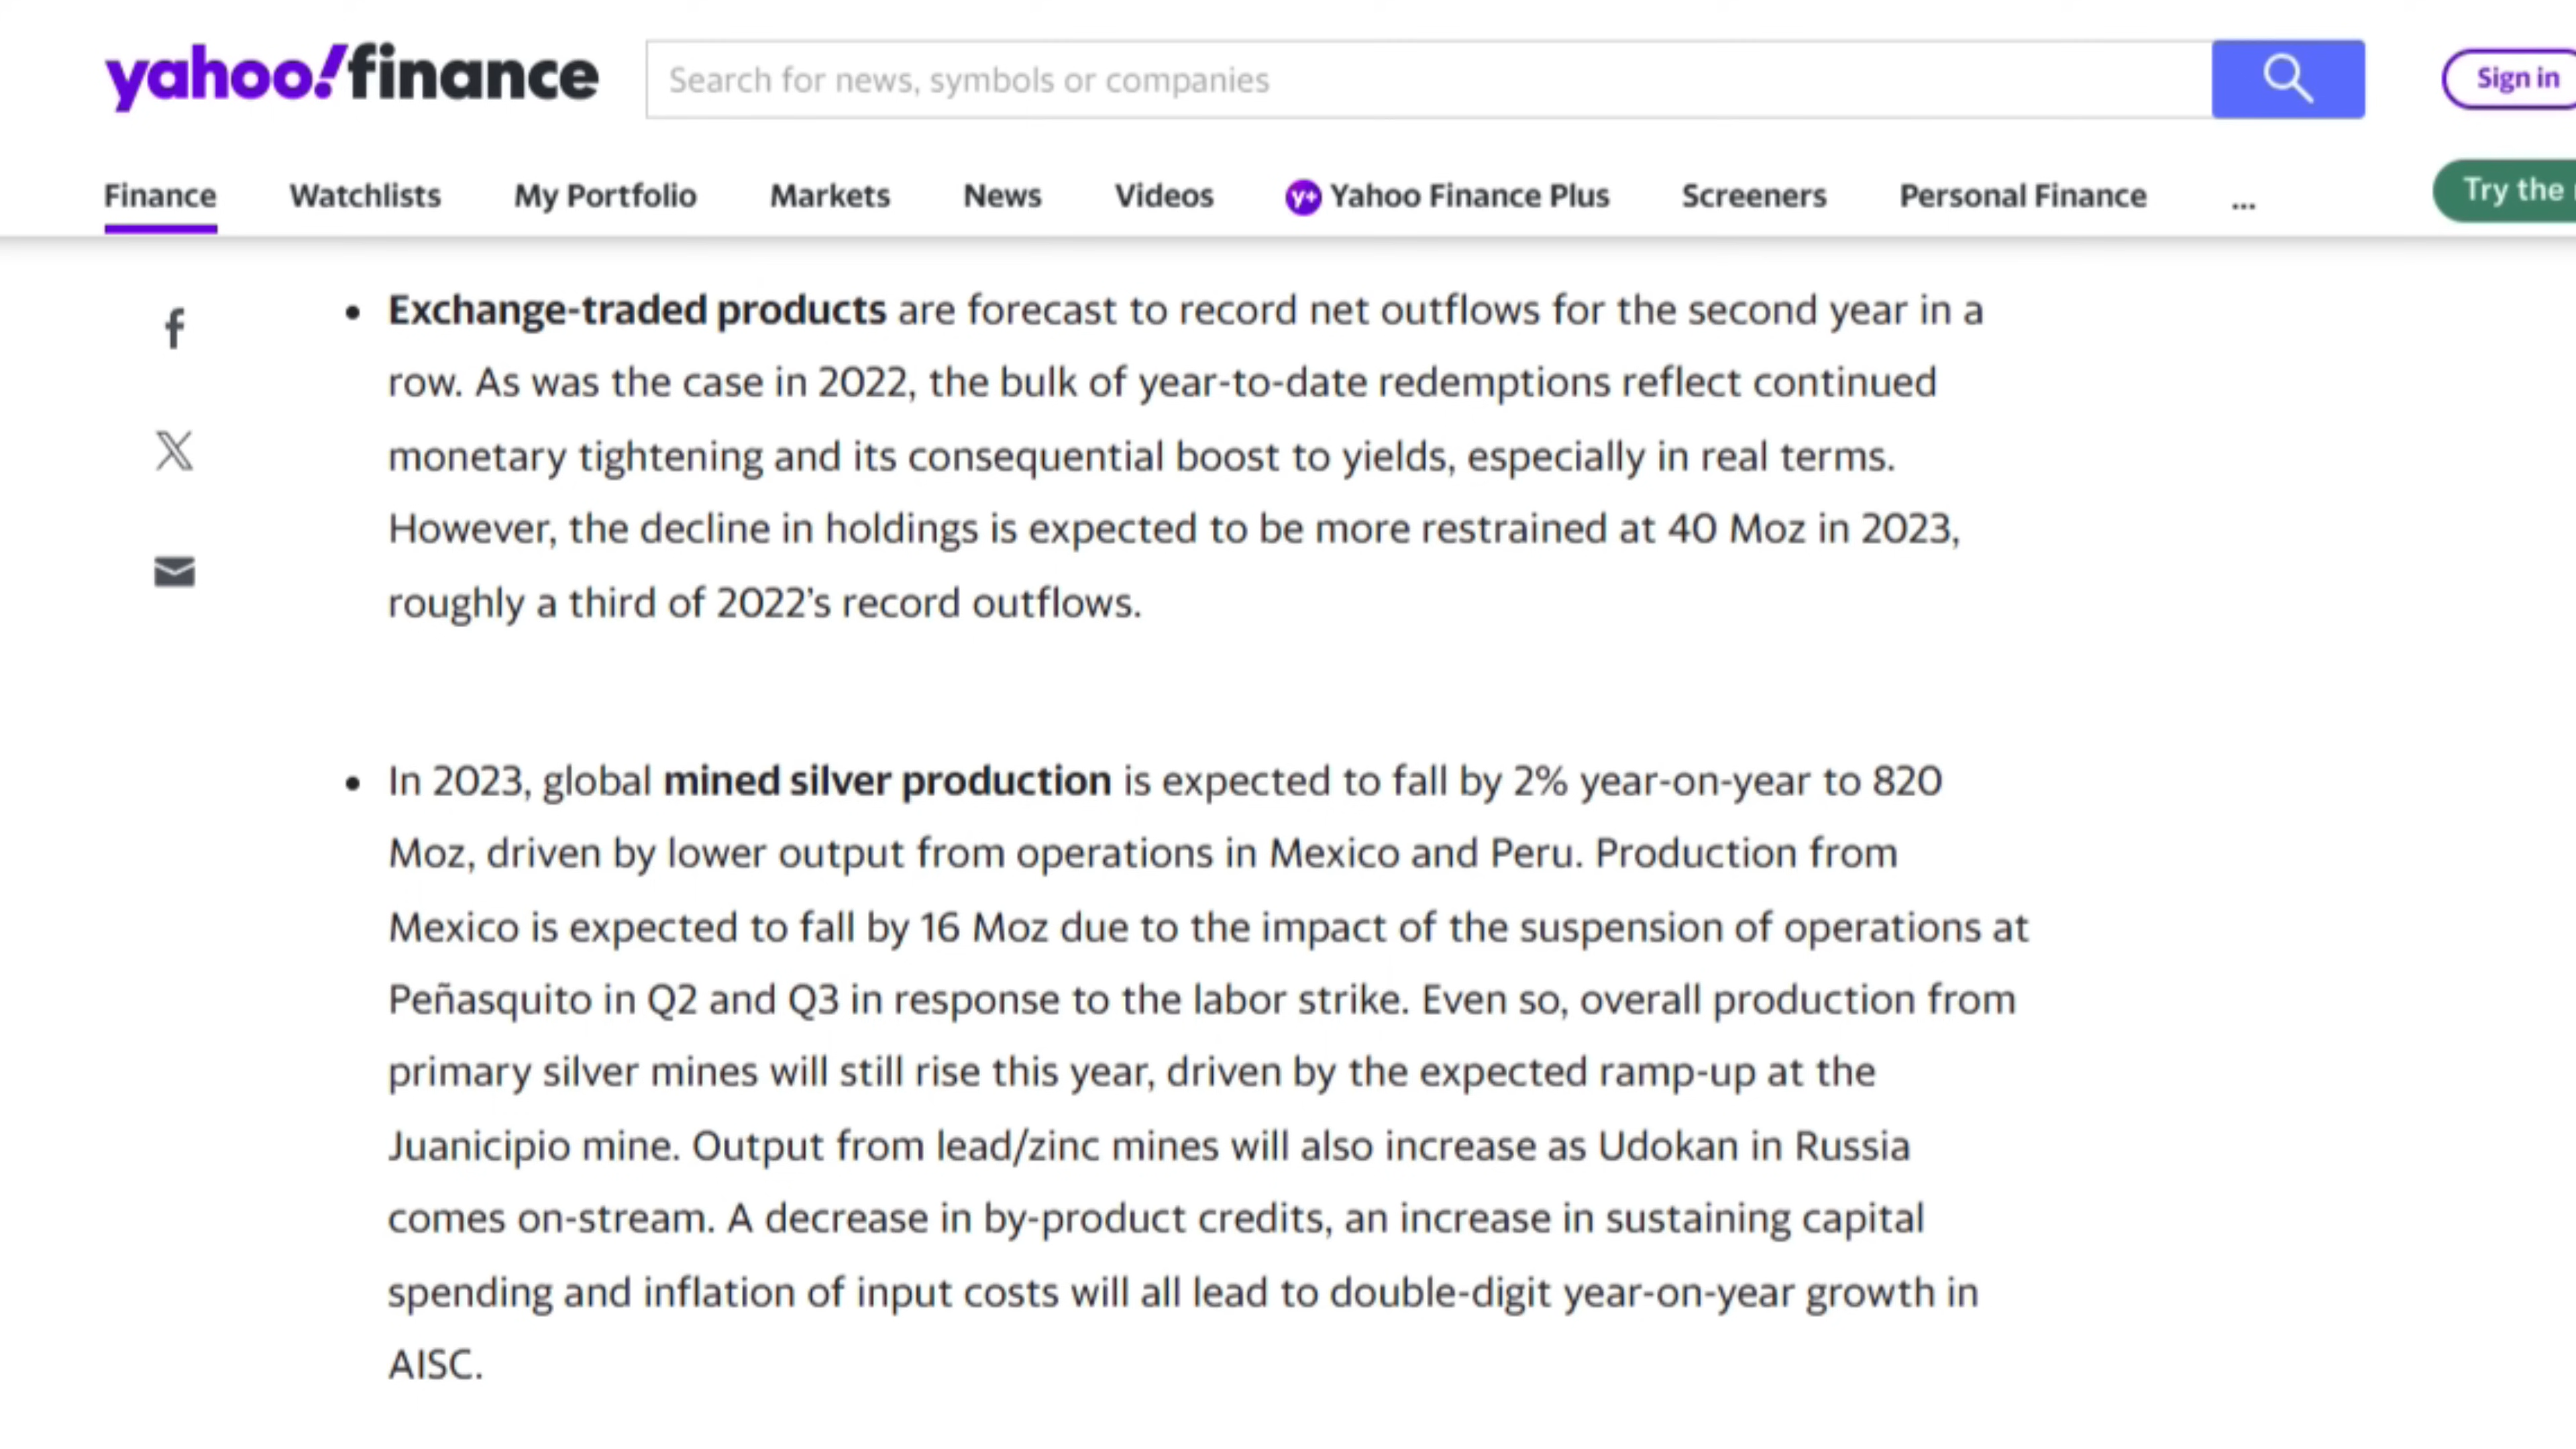 yahoo!finance
Search for news, symbols or companies
Sign in
Finance Watchlists My Portfolio Markets News Videos y+ Yahoo Finance Plus Screeners Personal Finance ...
Try the
f
X
• Exchange-traded products are forecast to record net outflows for the second year in a
row. As was the case in 2022, the bulk of year-to-date redemptions reflect continued
monetary tightening and its consequential boost to yields, especially in real terms.
However, the decline in holdings is expected to be more restrained at 40 Moz in 2023,
roughly a third of 2022’s record outflows.
• In 2023, global mined silver production is expected to fall by 2% year-on-year to 820
Moz, driven by lower output from operations in Mexico and Peru. Production from
Mexico is expected to fall by 16 Moz due to the impact of the suspension of operations at
Peñasquito in Q2 and Q3 in response to the labor strike. Even so, overall production from
primary silver mines will still rise this year, driven by the expected ramp-up at the
Juanicipio mine. Output from lead/zinc mines will also increase as Udokan in Russia
comes on-stream. A decrease in by-product credits, an increase in sustaining capital
spending and inflation of input costs will all lead to double-digit year-on-year growth in
AISC.